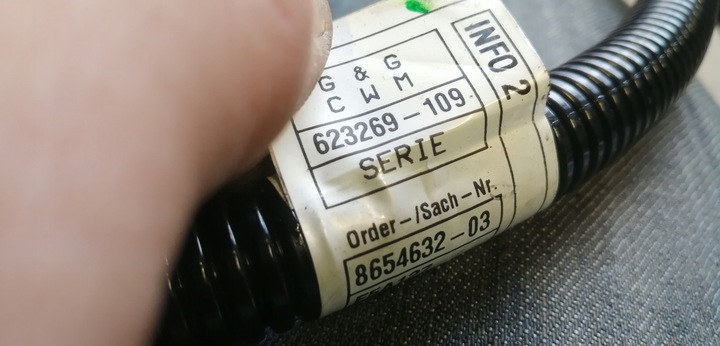 INFO 2
G & G
C W M
623269-109
SERIE
Order-/Sach-Nr.
8654632-03